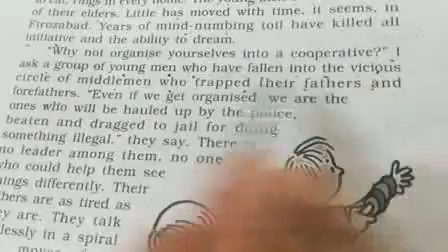 of their elders. Little has moved with time, it seems, in
Firozabad. Years of mind-numbing toil have killed all
initiative and the ability to dream.
"Why not organise yourselves into a cooperative?" I
ask a group of young men who have fallen into the vicious
circle of middlemen who trapped their fathers and
forefathers. "Even if we get organised, we are the
ones who will be hauled up by the police,
beaten and dragged to jail for doing
something illegal," they say. There
no leader among them, no one
who could help them see
things differently. Their
fathers are as tired as
they are. They talk
endlessly in a spiral